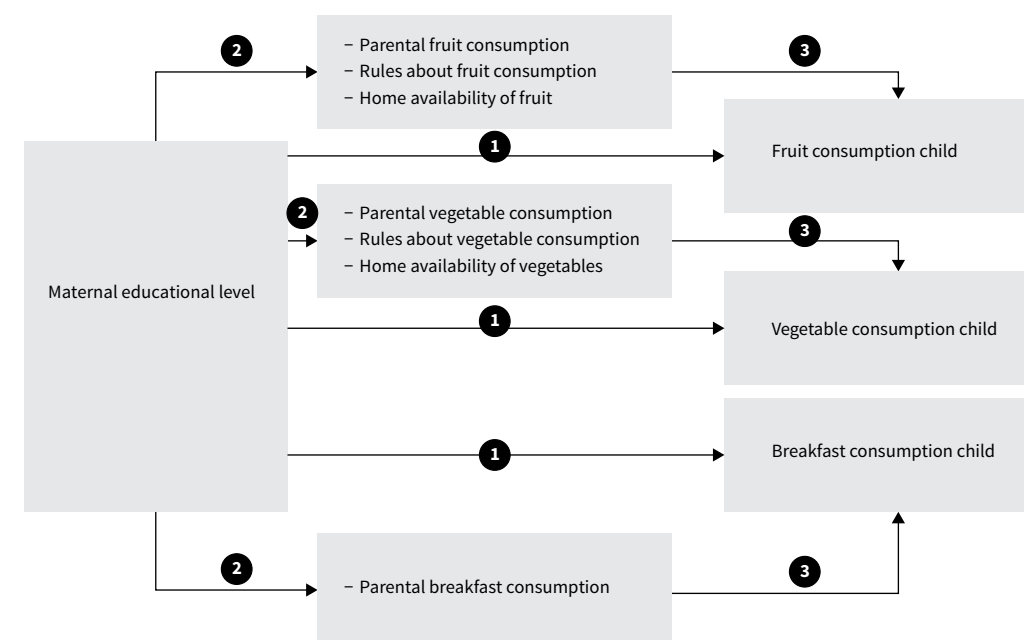 2
– Parental fruit consumption
– Rules about fruit consumption
– Home availability of fruit
3
1
Fruit consumption child
2
– Parental vegetable consumption
– Rules about vegetable consumption
– Home availability of vegetables
3
Maternal educational level
1
Vegetable consumption child
1
Breakfast consumption child
2
– Parental breakfast consumption
3